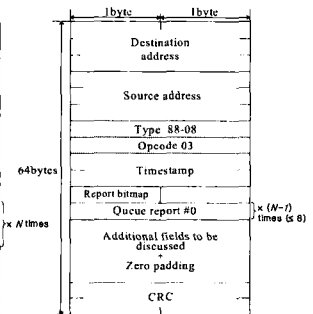 1byte 1byte
Destination
address
Source address
Type 88-08
Opcode 03
64bytes
Timestamp
Report bitmap
Queue report #0
× (N-1)
times (≤ 8)
× N times
Additional fields to be
discussed
+
Zero padding
CRC